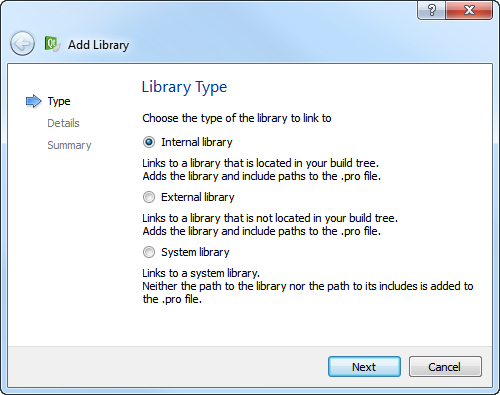 Add Library
Library Type
Type
Details
Summary
Choose the type of the library to link to
Internal library
Links to a library that is located in your build tree.
Adds the library and include paths to the .pro file.
External library
Links to a library that is not located in your build tree.
Adds the library and include paths to the .pro file.
System library
Links to a system library.
Neither the path to the library nor the path to its includes is added to
the .pro file.
Next
Cancel